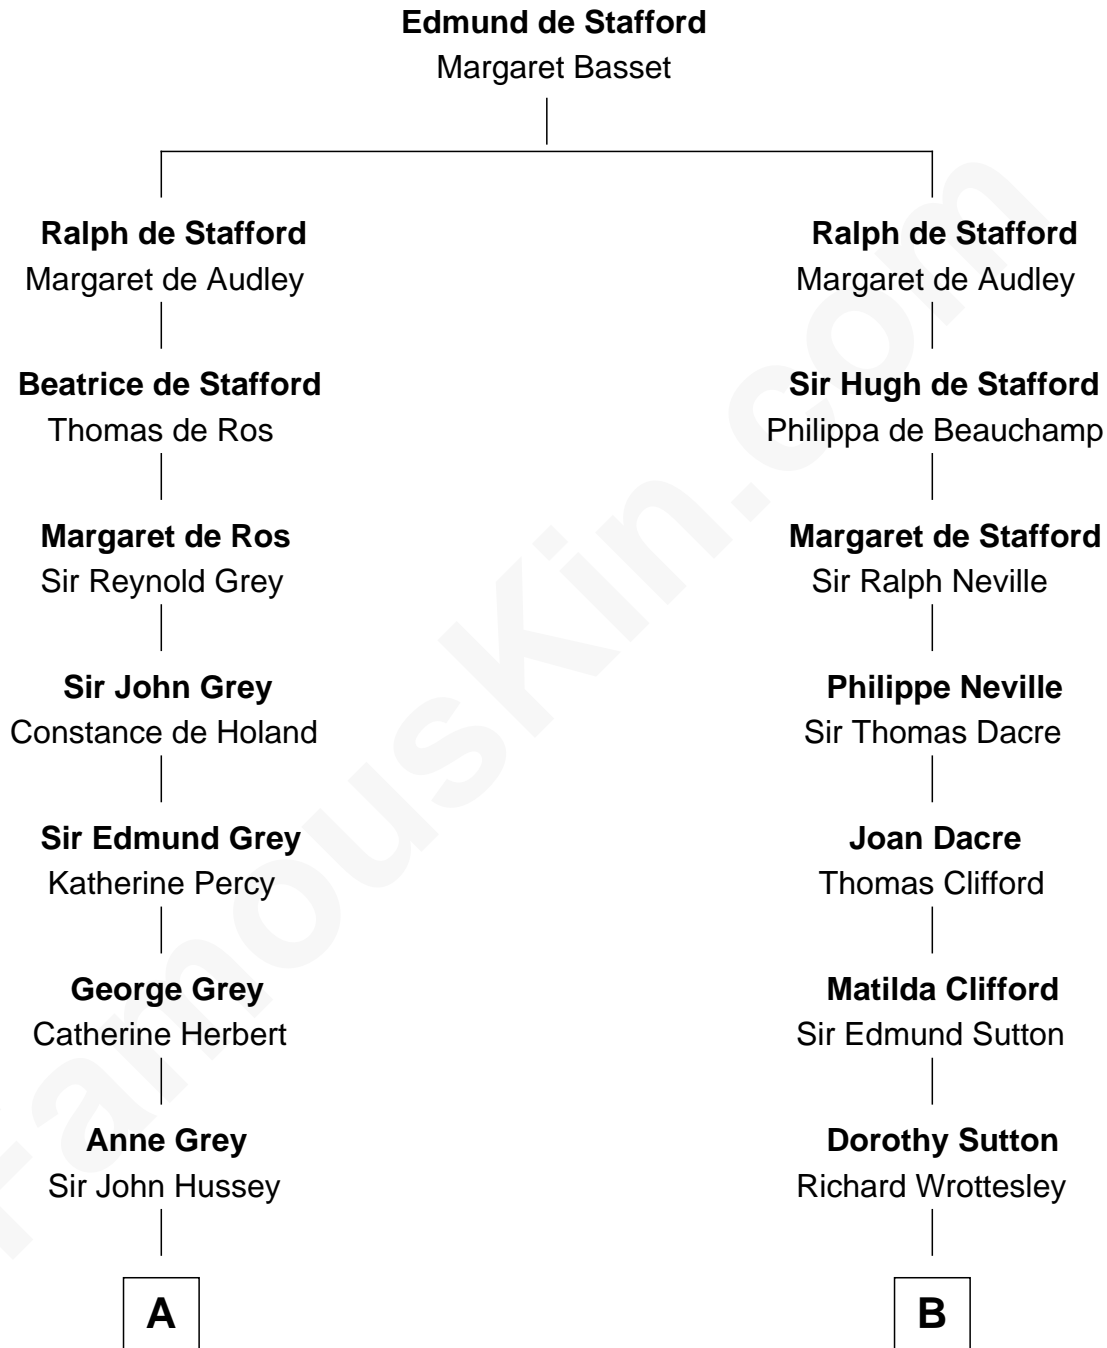 Edmund de Stafford
Margaret Basset
Ralph de Stafford
Margaret de Audley
Ralph de Stafford
Margaret de Audley
Beatrice de Stafford
Thomas de Ros
Sir Hugh de Stafford
Philippa de Beauchamp
Margaret de Ros
Sir Reynold Grey
Margaret de Stafford
Sir Ralph Neville
Sir John Grey
Constance de Holand
Philippe Neville
Sir Thomas Dacre
Sir Edmund Grey
Katherine Percy
Joan Dacre
Thomas Clifford
George Grey
Catherine Herbert
Matilda Clifford
Sir Edmund Sutton
Anne Grey
Sir John Hussey
Dorothy Sutton
Richard Wrottesley
A
B
FamousKin.com